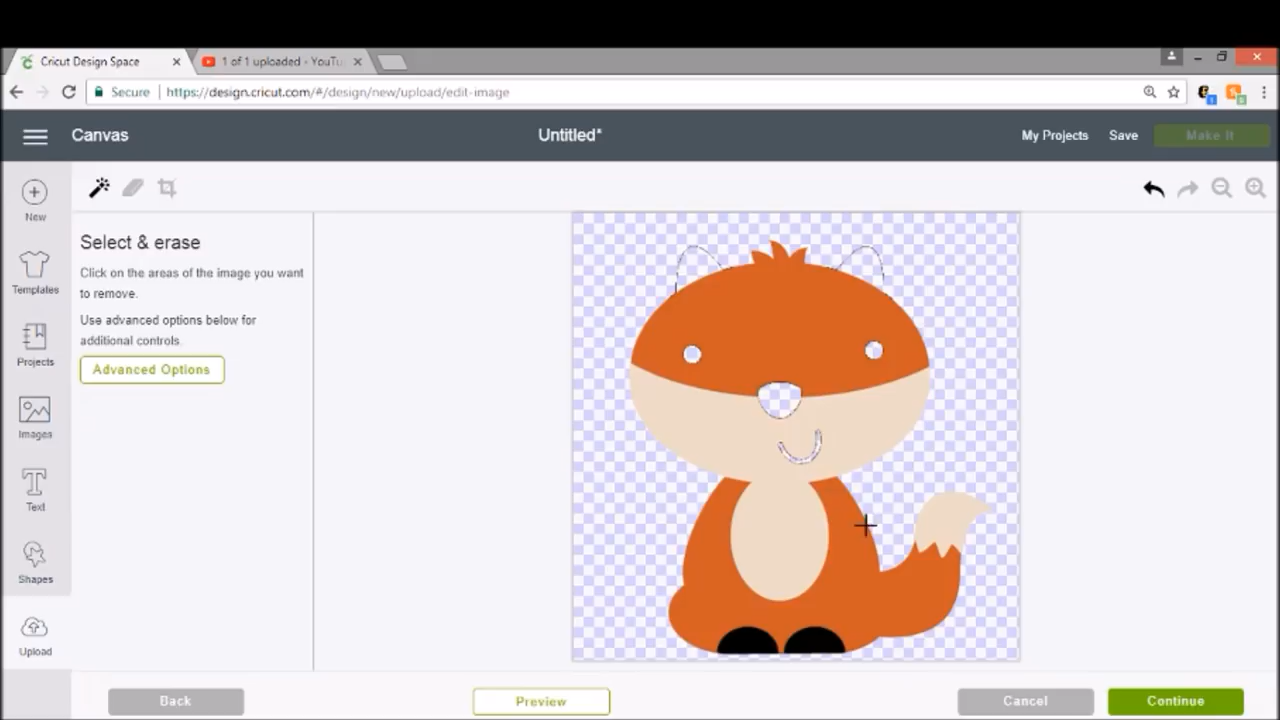 Cricut Design Space
1 of 1 uploaded - YouTu
Secure
https://design.cricut.com/#/design/new/upload/edit-image
Canvas
Untitled*
My Projects
Save
Make It
New
Templates
Projects
Images
Text
Shapes
Upload
Select & erase
Click on the areas of the image you want
to remove.
Use advanced options below for
additional controls.
Advanced Options
Back
Preview
Cancel
Continue